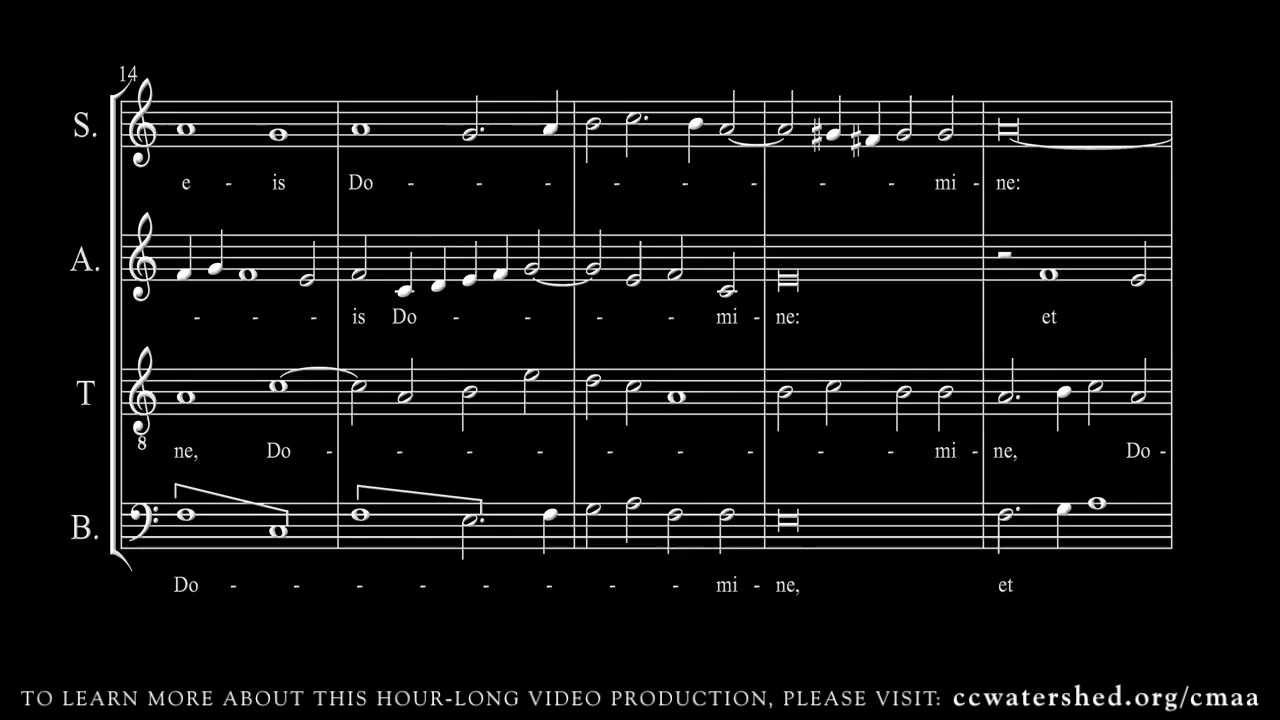 14
S.
e - is Do - - - - - - - - mi - ne:
A.
- - - is Do - - - - mi - ne: et
T
8
ne, Do - - - - - - - - - mi - ne, Do -
B.
Do - - - - - - - - mi - ne, et
TO LEARN MORE ABOUT THIS HOUR-LONG VIDEO PRODUCTION, PLEASE VISIT: ccwatershed.org/cmaa